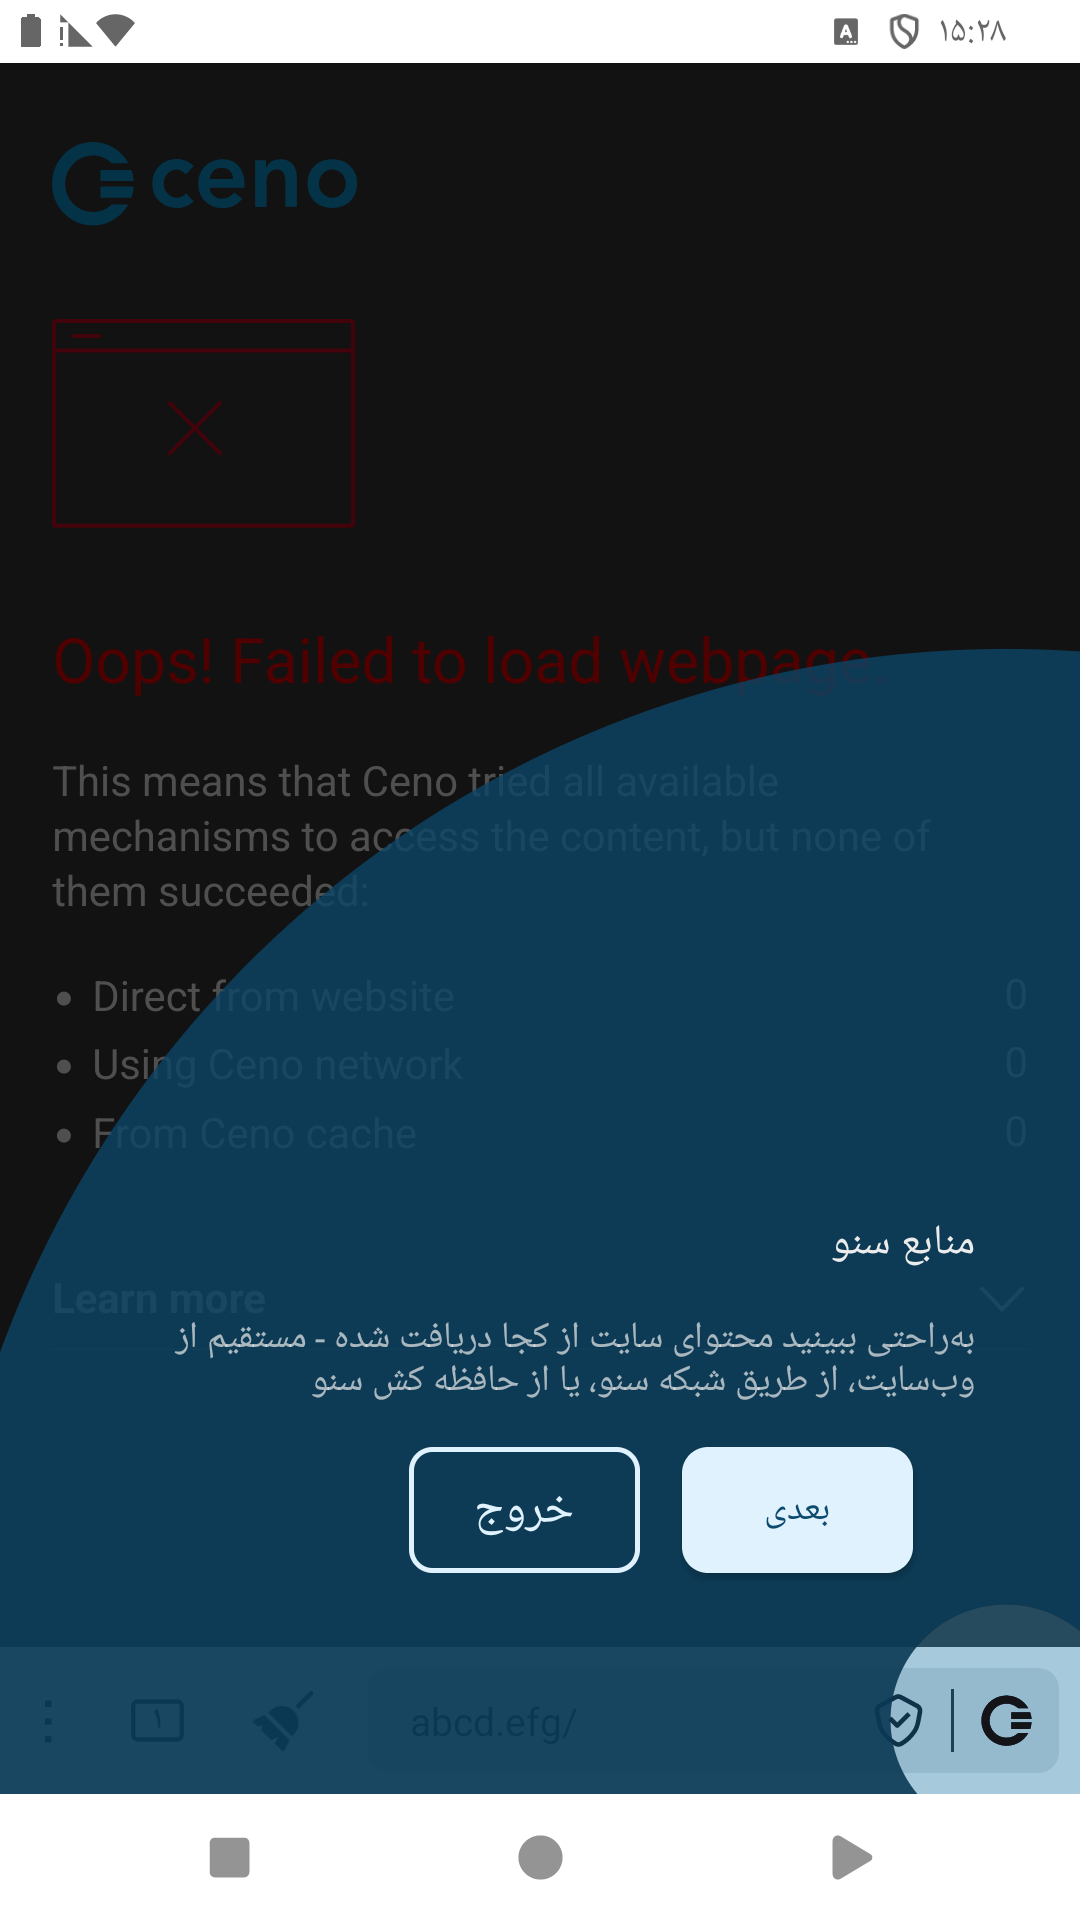 ۱۵:۲۸
ceno
Oops! Failed to load webpage.
This means that Ceno tried all available
mechanisms to access the content, but none of
them succeeded:
Direct from website 0
Using Ceno network 0
From Ceno cache 0
منابع سنو
Learn more
به‌راحتی ببینید محتوای سایت از کجا دریافت شده - مستقیم از
وب‌سایت، از طریق شبکه سنو، یا از حافظه کش سنو
بعدی
خروج
۱
abcd.efg/